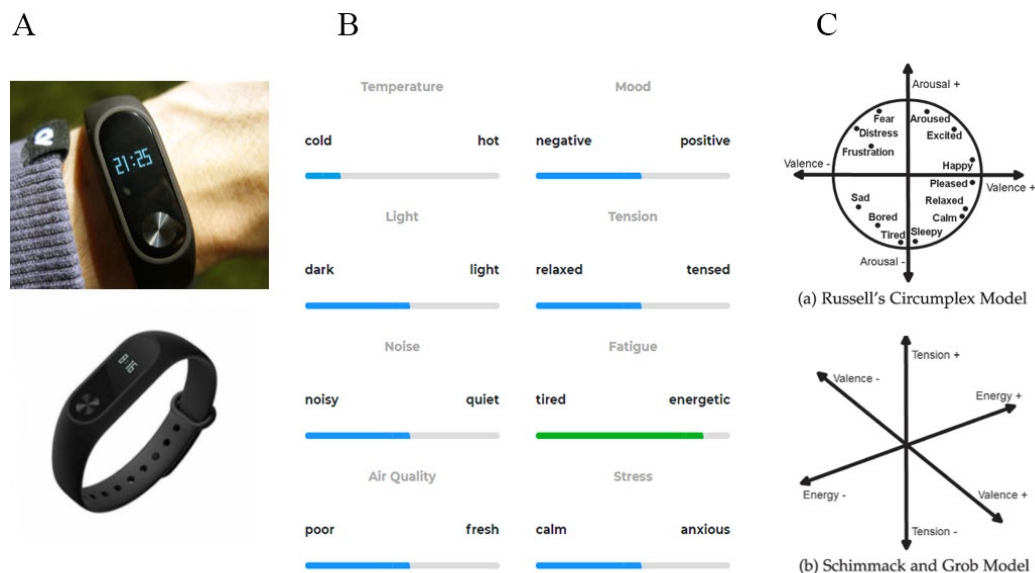 A
B
C
21:25
8:16
Temperature
cold hot
Light
dark light
Noise
noisy quiet
Air Quality
poor fresh
Mood
negative positive
Tension
relaxed tensed
Fatigue
tired energetic
Stress
calm anxious
Arousal +
Fear Aroused
Distress Excited
Frustration
Happy
Valence - Valence +
Pleased
Sad Relaxed
Bored Calm
Tired Sleepy
Arousal -
(a) Russell's Circumplex Model
Tension +
Valence -
Energy +
Energy -
Valence +
Tension -
(b) Schimmack and Grob Model